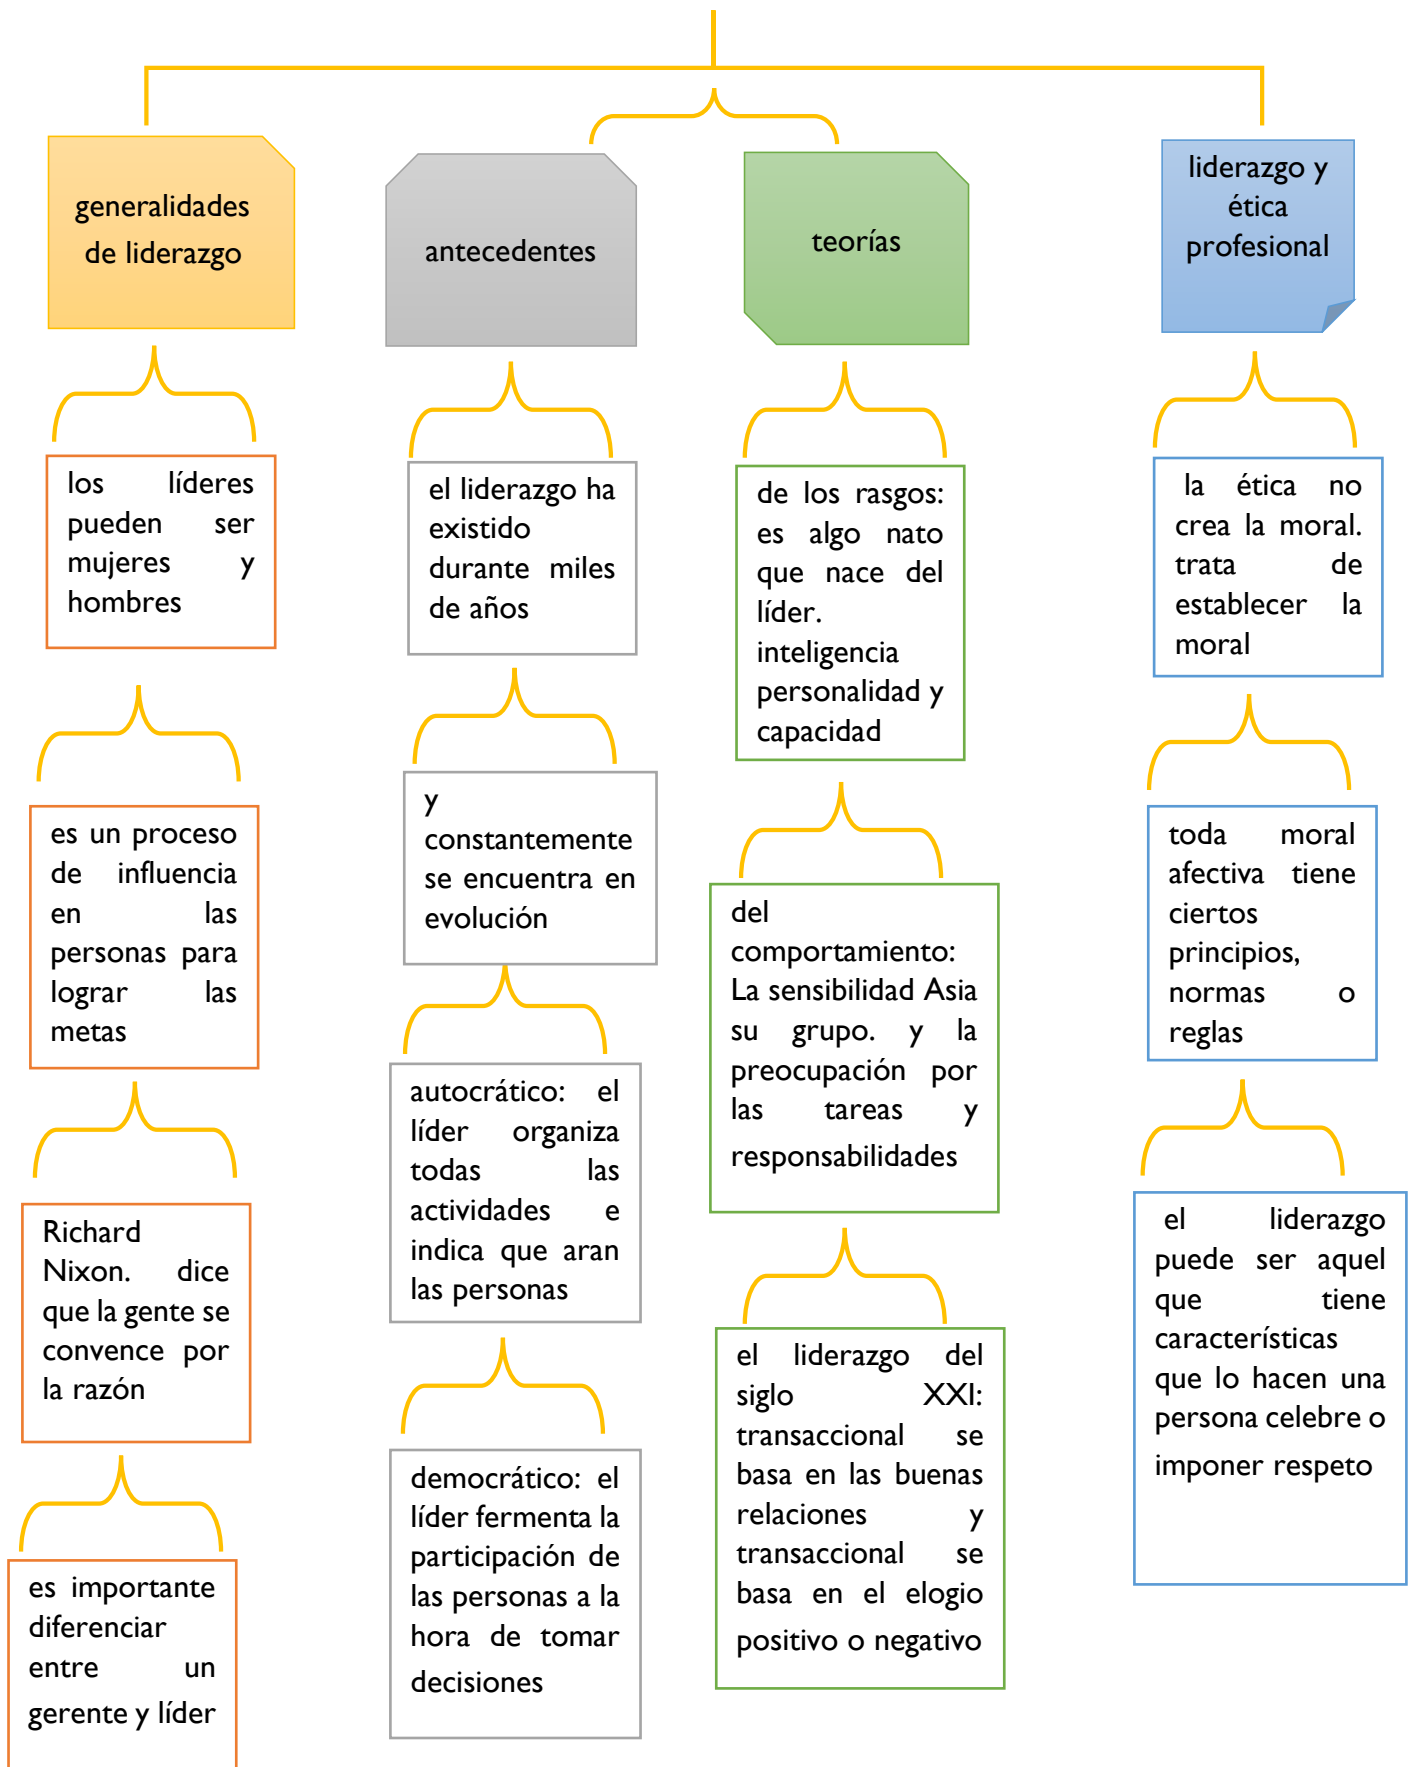 generalidades
de liderazgo
los líderes
pueden ser
mujeres y
hombres
es un proceso
de influencia
en las
personas para
lograr las
metas
Richard
Nixon. dice
que la gente se
convence por
la razón
es importante
diferenciar
entre un
gerente y líder
antecedentes
el liderazgo ha
existido
durante miles
de años
y
constantemente
se encuentra en
evolución
autocrático: el
líder organiza
todas las
actividades e
indica que aran
las personas
democrático: el
líder fermenta la
participación de
las personas a la
hora de tomar
decisiones
teorías
de los rasgos:
es algo nato
que nace del
líder.
inteligencia
personalidad y
capacidad
del
comportamiento:
La sensibilidad Asia
su grupo. y la
preocupación por
las tareas y
responsabilidades
el liderazgo del
siglo XXI:
transaccional se
basa en las buenas
relaciones y
transaccional se
basa en el elogio
positivo o negativo
liderazgo y
ética
profesional
la ética no
crea la moral.
trata de
establecer la
moral
toda moral
afectiva tiene
ciertos
principios,
normas o
reglas
el liderazgo
puede ser aquel
que tiene
características
que lo hacen una
persona celebre o
imponer respeto